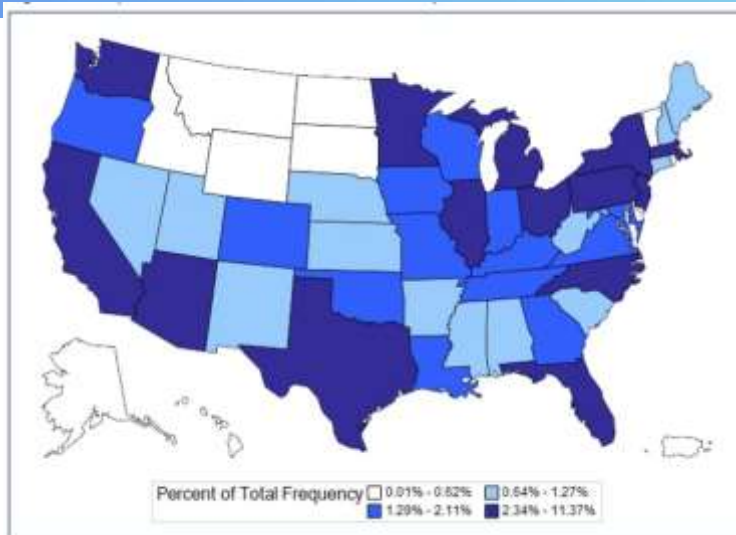 Percent of Total Frequency 0.01% - 0.62% 0.64% - 1.27%
1.29% - 2.11% 2.34% - 11.37%